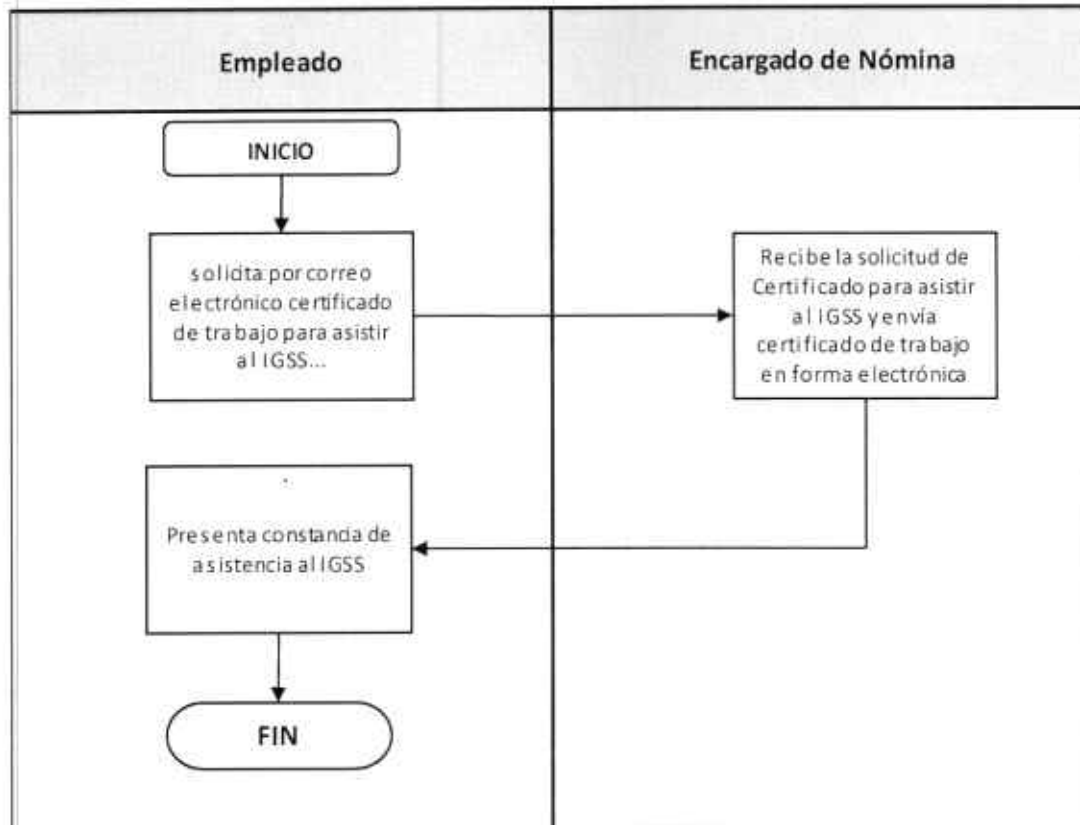 Empleado
Encargado de Nómina
INICIO
solicita por correo
electrónico certificado
de trabajo para asistir
al IGSS...
Recibe la solicitud de
Certificado para asistir
al IGSS y envía
certificado de trabajo
en forma electrónica
Presenta constancia de
asistencia al IGSS
FIN